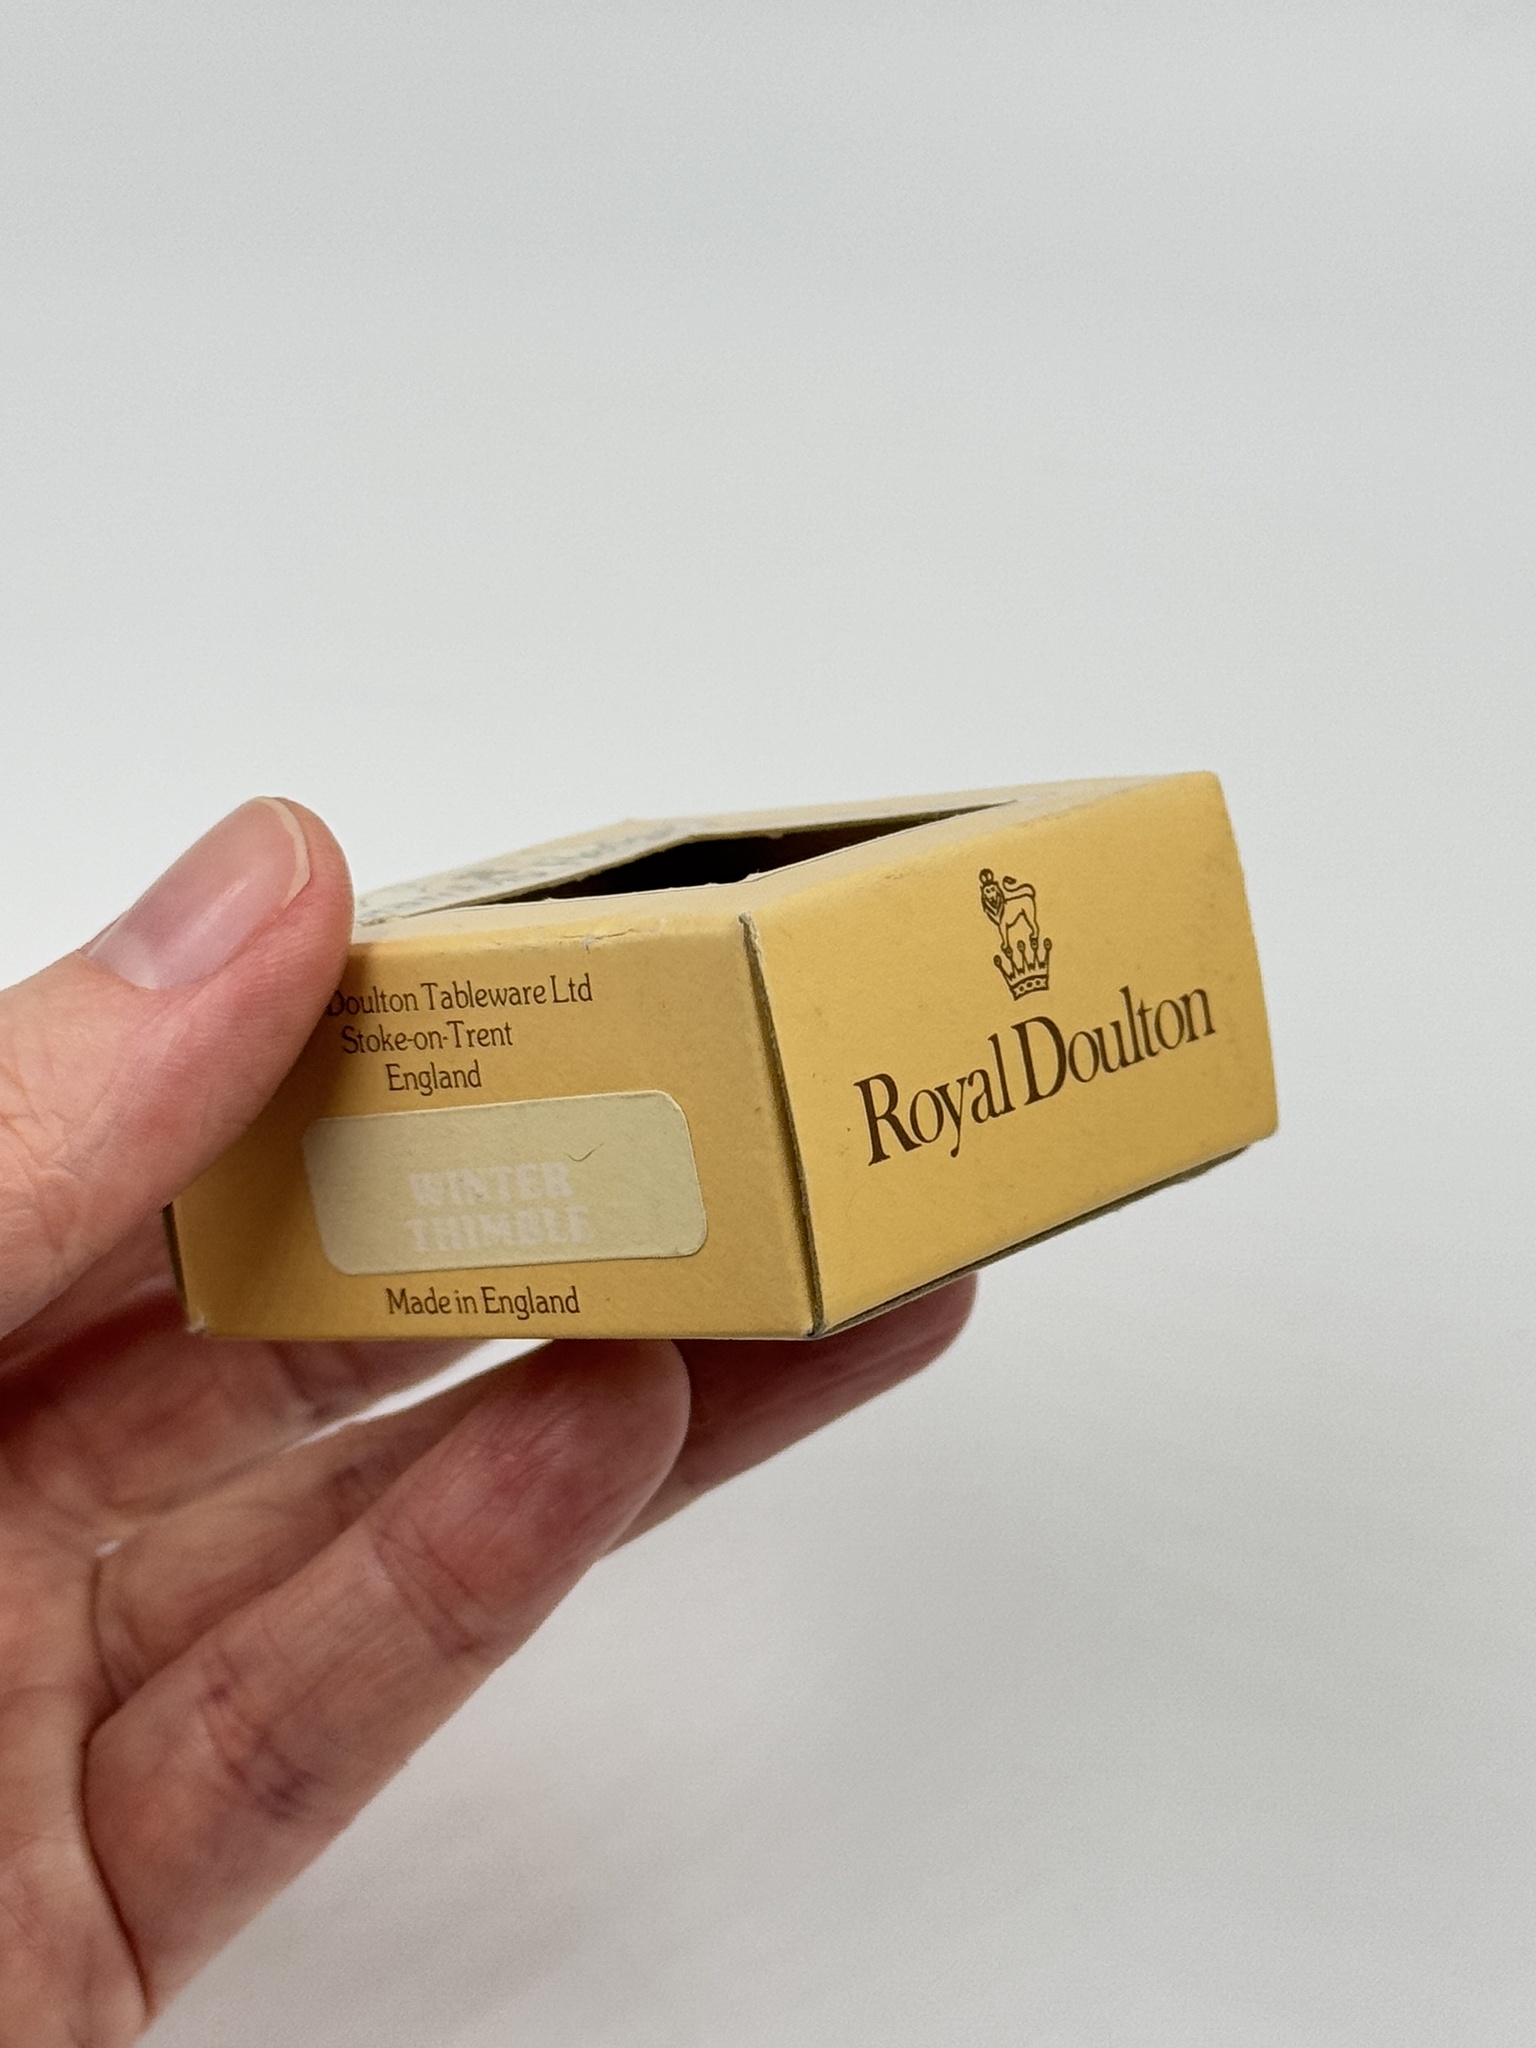 Doulton Tableware Ltd
Stoke-on-Trent
England
WINTER
THIMBLE
Made in England
Royal Doulton